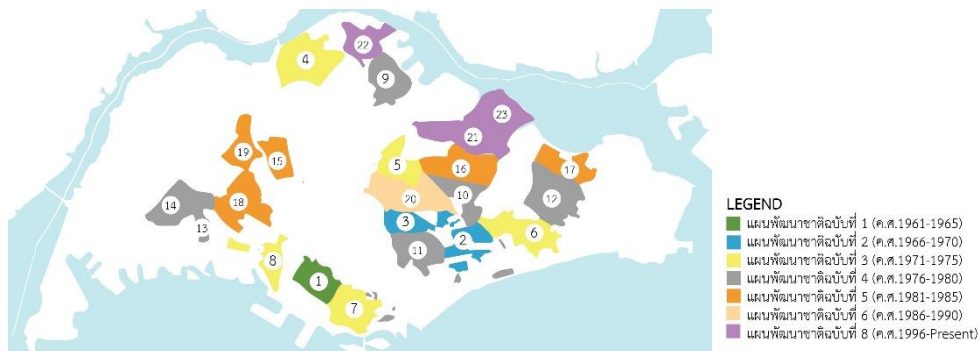 22
4
9
23
21
19
15
5
16
17
18
20
10
12
14
3
13
2
6
11
8
1
7
LEGEND
แผนพัฒนาชาติฉบับที่ 1 (ค.ศ.1961-1965)
แผนพัฒนาชาติฉบับที่ 2 (ค.ศ.1966-1970)
แผนพัฒนาชาติฉบับที่ 3 (ค.ศ.1971-1975)
แผนพัฒนาชาติฉบับที่ 4 (ค.ศ.1976-1980)
แผนพัฒนาชาติฉบับที่ 5 (ค.ศ.1981-1985)
แผนพัฒนาชาติฉบับที่ 6 (ค.ศ.1986-1990)
แผนพัฒนาชาติฉบับที่ 8 (ค.ศ.1996-Present)